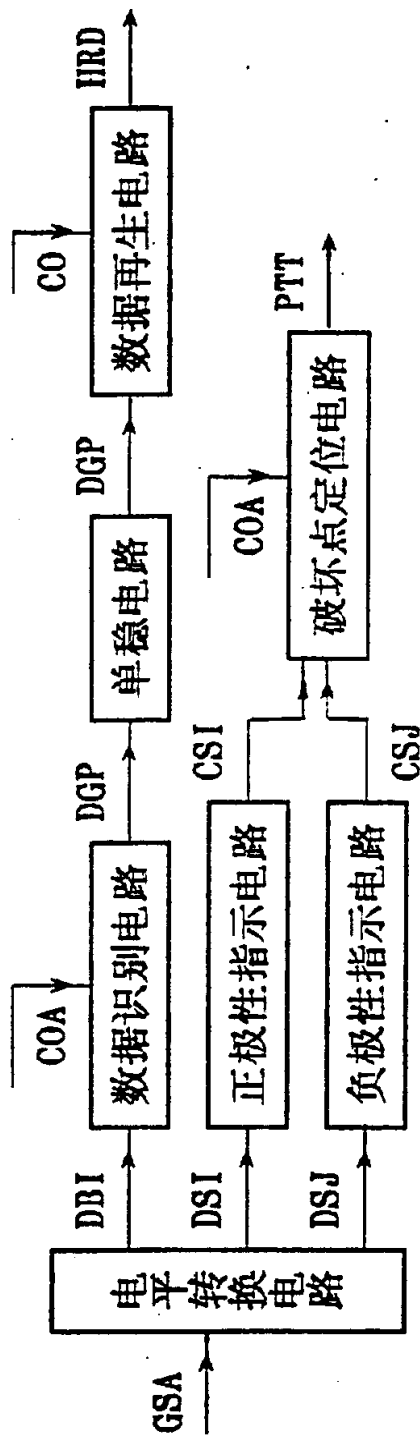 GSA
电平转换电路
DBI
DSI
DSJ
COA
数据识别电路
正极性指示电路
负极性指示电路
DGP
单稳电路
DGP
CO
数据再生电路
HRD
CSI
CSJ
COA
破坏点定位电路
PTT